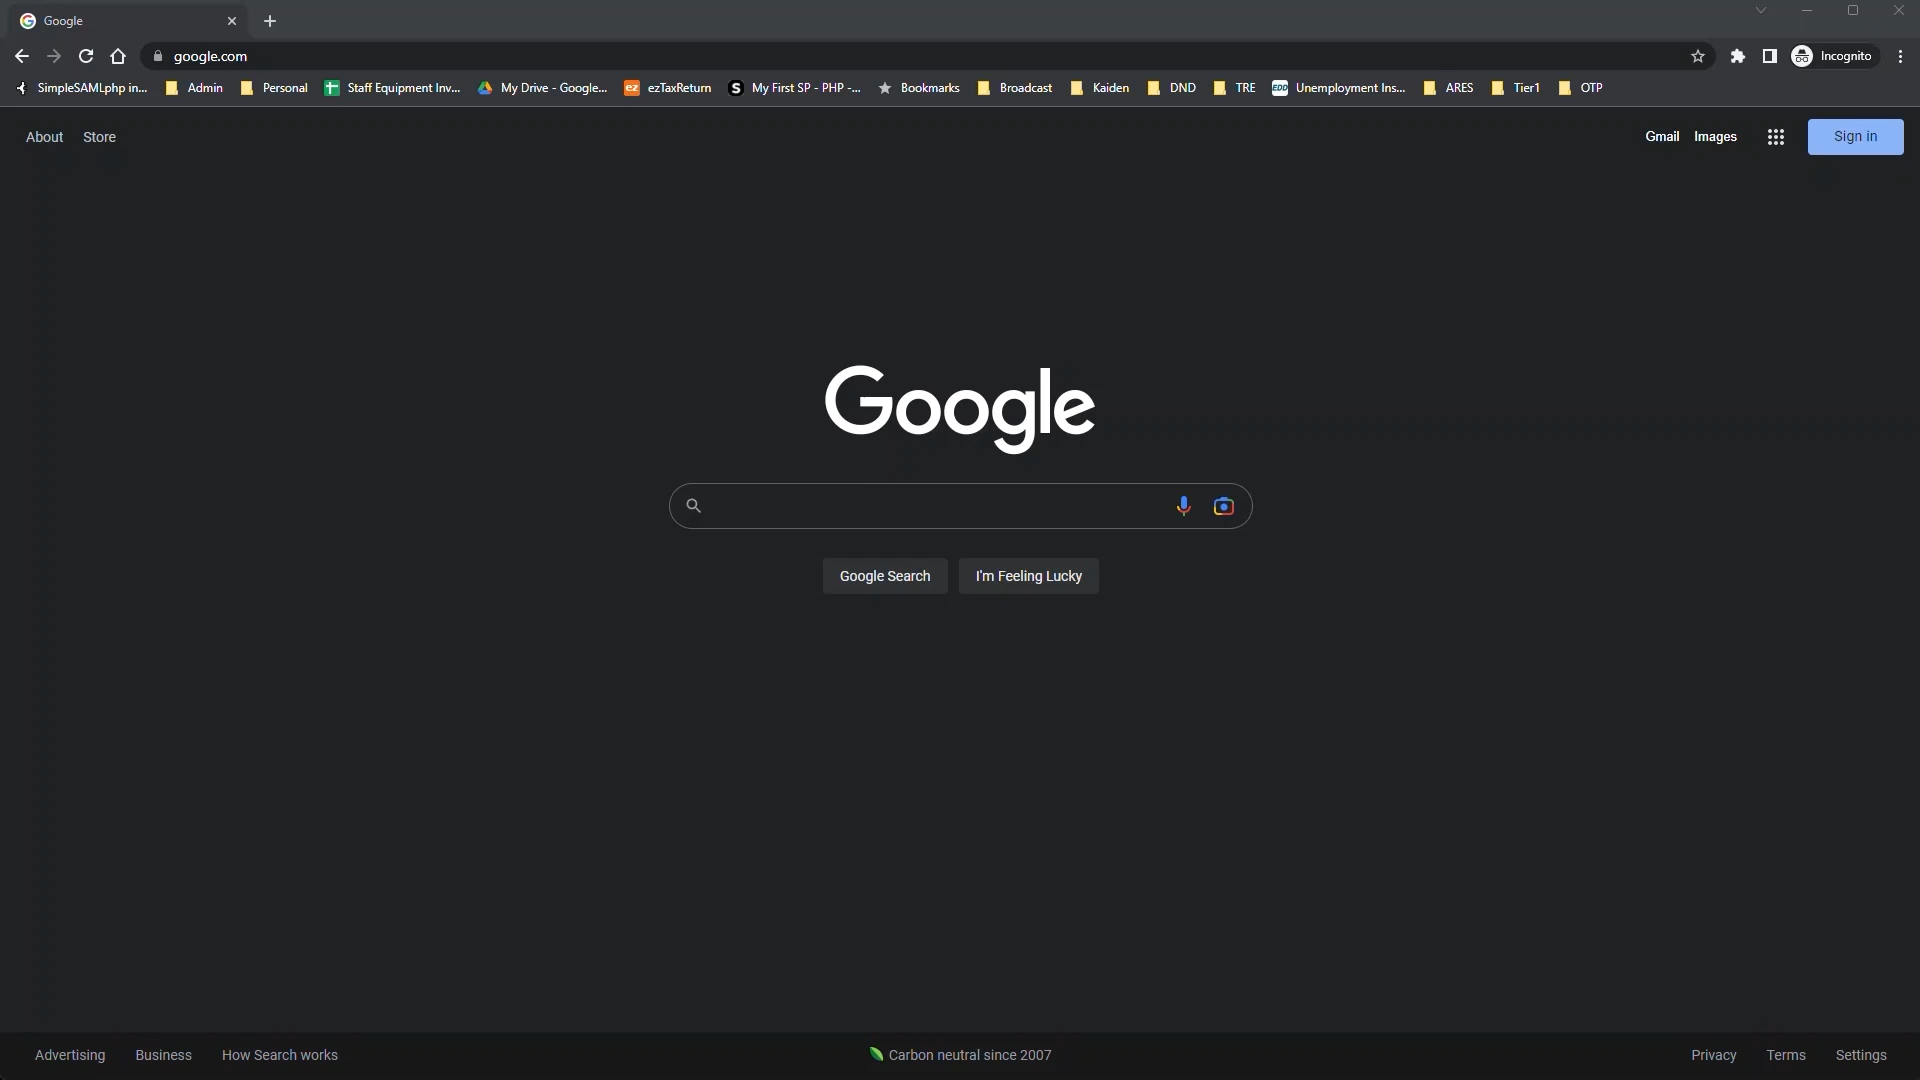 Google
google.com
Incognito
SimpleSAMLphp in... Admin Personal Staff Equipment Inv... My Drive - Google... ez ezTaxReturn S My First SP - PHP -... Bookmarks Broadcast Kaiden DND TRE EDD Unemployment Ins... ARES Tier1 OTP
About Store Gmail Images Sign in
Google
Google Search I'm Feeling Lucky
Advertising Business How Search works Carbon neutral since 2007 Privacy Terms Settings